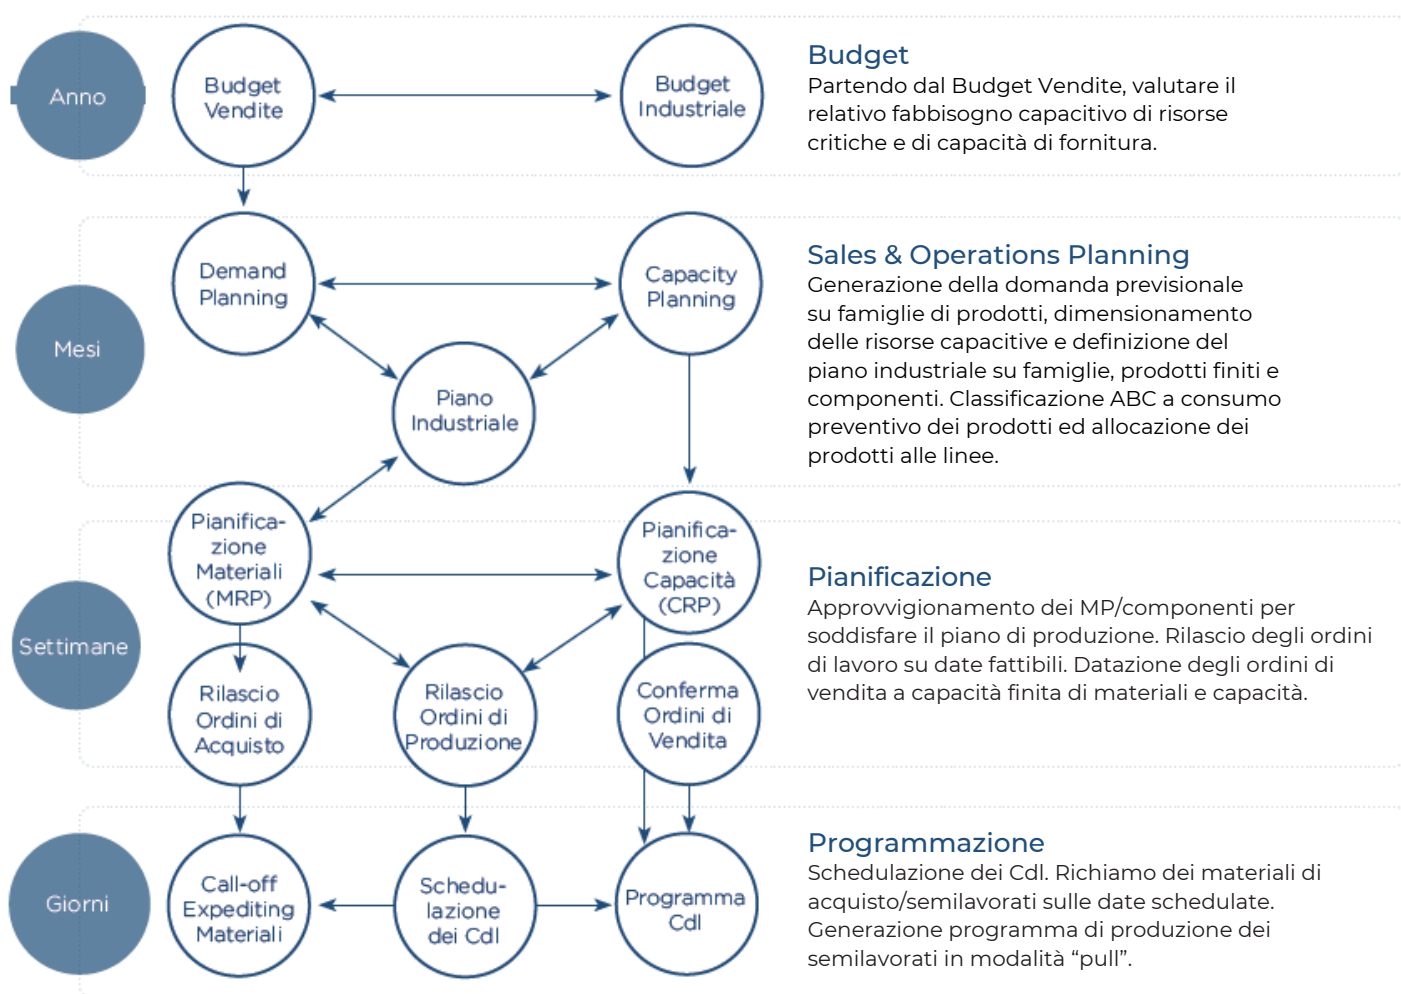 Anno
Budget
Vendite
Budget
Industriale
Budget
Partendo dal Budget Vendite, valutare il
relativo fabbisogno capacitivo di risorse
critiche e di capacità di fornitura.
Mesi
Demand
Planning
Capacity
Planning
Piano
Industriale
Sales & Operations Planning
Generazione della domanda previsionale
su famiglie di prodotti, dimensionamento
delle risorse capacitive e definizione del
piano industriale su famiglie, prodotti finiti e
componenti. Classificazione ABC a consumo
preventivo dei prodotti ed allocazione dei
prodotti alle linee.
Settimane
Pianifica-
zione
Materiali
(MRP)
Pianifica-
zione
Capacità
(CRP)
Rilascio
Ordini di
Acquisto
Rilascio
Ordini di
Produzione
Conferma
Ordini di
Vendita
Pianificazione
Approvvigionamento dei MP/componenti per
soddisfare il piano di produzione. Rilascio degli ordini
di lavoro su date fattibili. Datazione degli ordini di
vendita a capacità finita di materiali e capacità.
Giorni
Call-off
Expediting
Materiali
Schedu-
lazione
dei Cdl
Programma
Cdl
Programmazione
Schedulazione dei Cdl. Richiamo dei materiali di
acquisto/semilavorati sulle date schedulate.
Generazione programma di produzione dei
semilavorati in modalità “pull”.